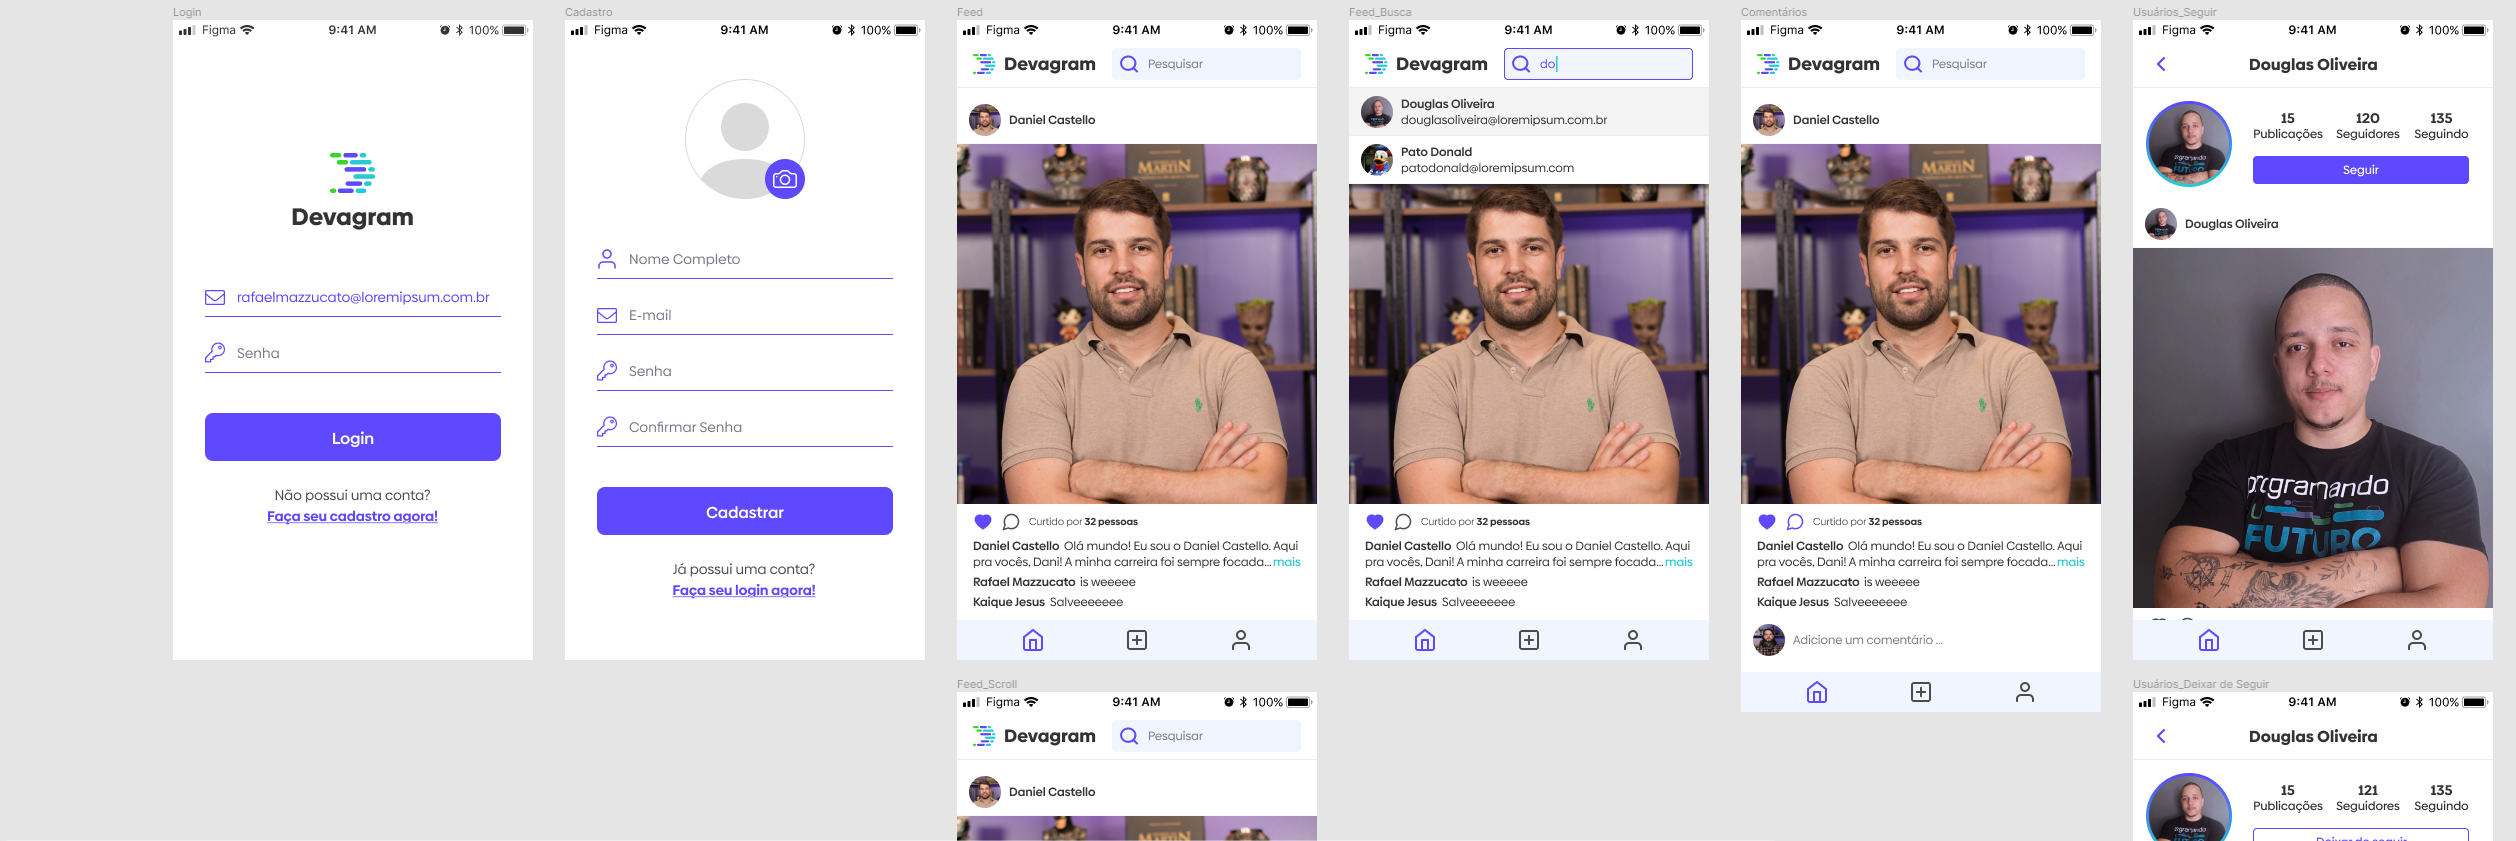 Login
Figma
9:41 AM
100%
Devagram
rafaelmazzucato@loremipsum.com.br
Senha
Login
Não possui uma conta?
Faça seu cadastro agora!
Cadastro
Figma
9:41 AM
100%
Nome Completo
E-mail
Senha
Confirmar Senha
Cadastrar
Já possui uma conta?
Faça seu login agora!
Feed
Figma
9:41 AM
100%
Devagram
Pesquisar
Daniel Castello
MARTIN
Curtido por 32 pessoas
Daniel Castello Olá mundo! Eu sou o Daniel Castello. Aqui
pra vocês, Dani! A minha carreira foi sempre focada... mais
Rafael Mazzucato is weeeee
Kaique Jesus Salveeeeeee
Feed_Scroll
Figma
9:41 AM
100%
Devagram
Pesquisar
Daniel Castello
Feed_Busca
Figma
9:41 AM
100%
Devagram
do
Douglas Oliveira
douglasoliveira@loremipsum.com.br
Pato Donald
patodonald@loremipsum.com
Curtido por 32 pessoas
Daniel Castello Olá mundo! Eu sou o Daniel Castello. Aqui
pra vocês, Dani! A minha carreira foi sempre focada... mais
Rafael Mazzucato is weeeee
Kaique Jesus Salveeeeeee
Comentários
Figma
9:41 AM
100%
Devagram
Pesquisar
Daniel Castello
MARTIN
Curtido por 32 pessoas
Daniel Castello Olá mundo! Eu sou o Daniel Castello. Aqui
pra vocês, Dani! A minha carreira foi sempre focada... mais
Rafael Mazzucato is weeeee
Kaique Jesus Salveeeeeee
Adicione um comentário ...
Usuários_Seguir
Figma
9:41 AM
100%
Douglas Oliveira
15 120 135
Publicações Seguidores Seguindo
Seguir
Douglas Oliveira
programando
U
FUTURO
Usuários_Deixar de Seguir
Figma
9:41 AM
100%
Douglas Oliveira
15 121 135
Publicações Seguidores Seguindo
Deixar de seguir